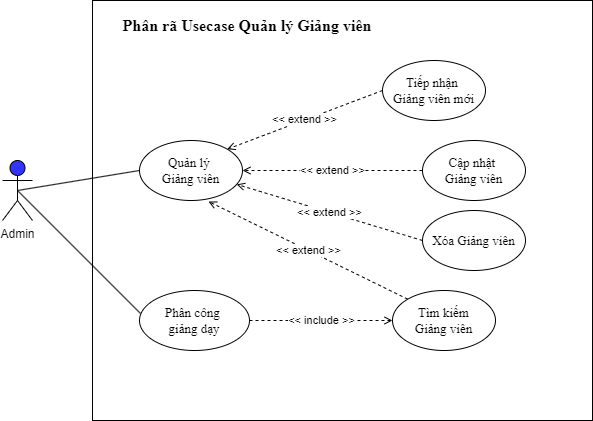 Phân rã Usecase Quản lý Giảng viên
Tiếp nhận
Giảng viên mới
<< extend >>
Quản lý
Giảng viên
<< extend >>
Cập nhật
Giảng viên
<< extend >>
Xóa Giảng viên
Admin
<< extend >>
Phân công
giảng dạy
<< include >>
Tìm kiếm
Giảng viên